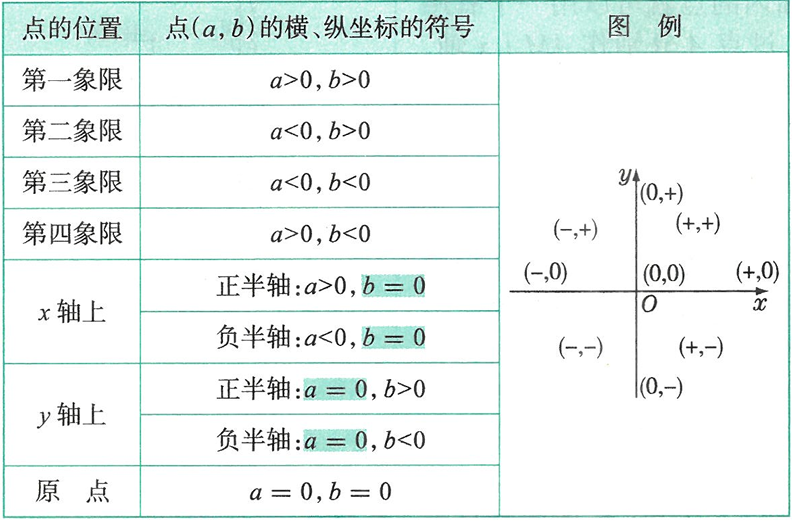 点的位置 点(a, b)的横、纵坐标的符号 图 例
第一象限 a>0, b>0
第二象限 a<0, b>0
第三象限 a<0, b<0
第四象限 a>0, b<0
x 轴上 正半轴:a>0, b = 0
负半轴:a<0, b = 0
y 轴上 正半轴:a = 0, b>0
负半轴:a = 0, b<0
原 点 a = 0, b = 0
y
(0,+)
(-,+) (+,+)
(-,0) (0,0) (+,0)
O x
(-,-) (+,-)
(0,-)